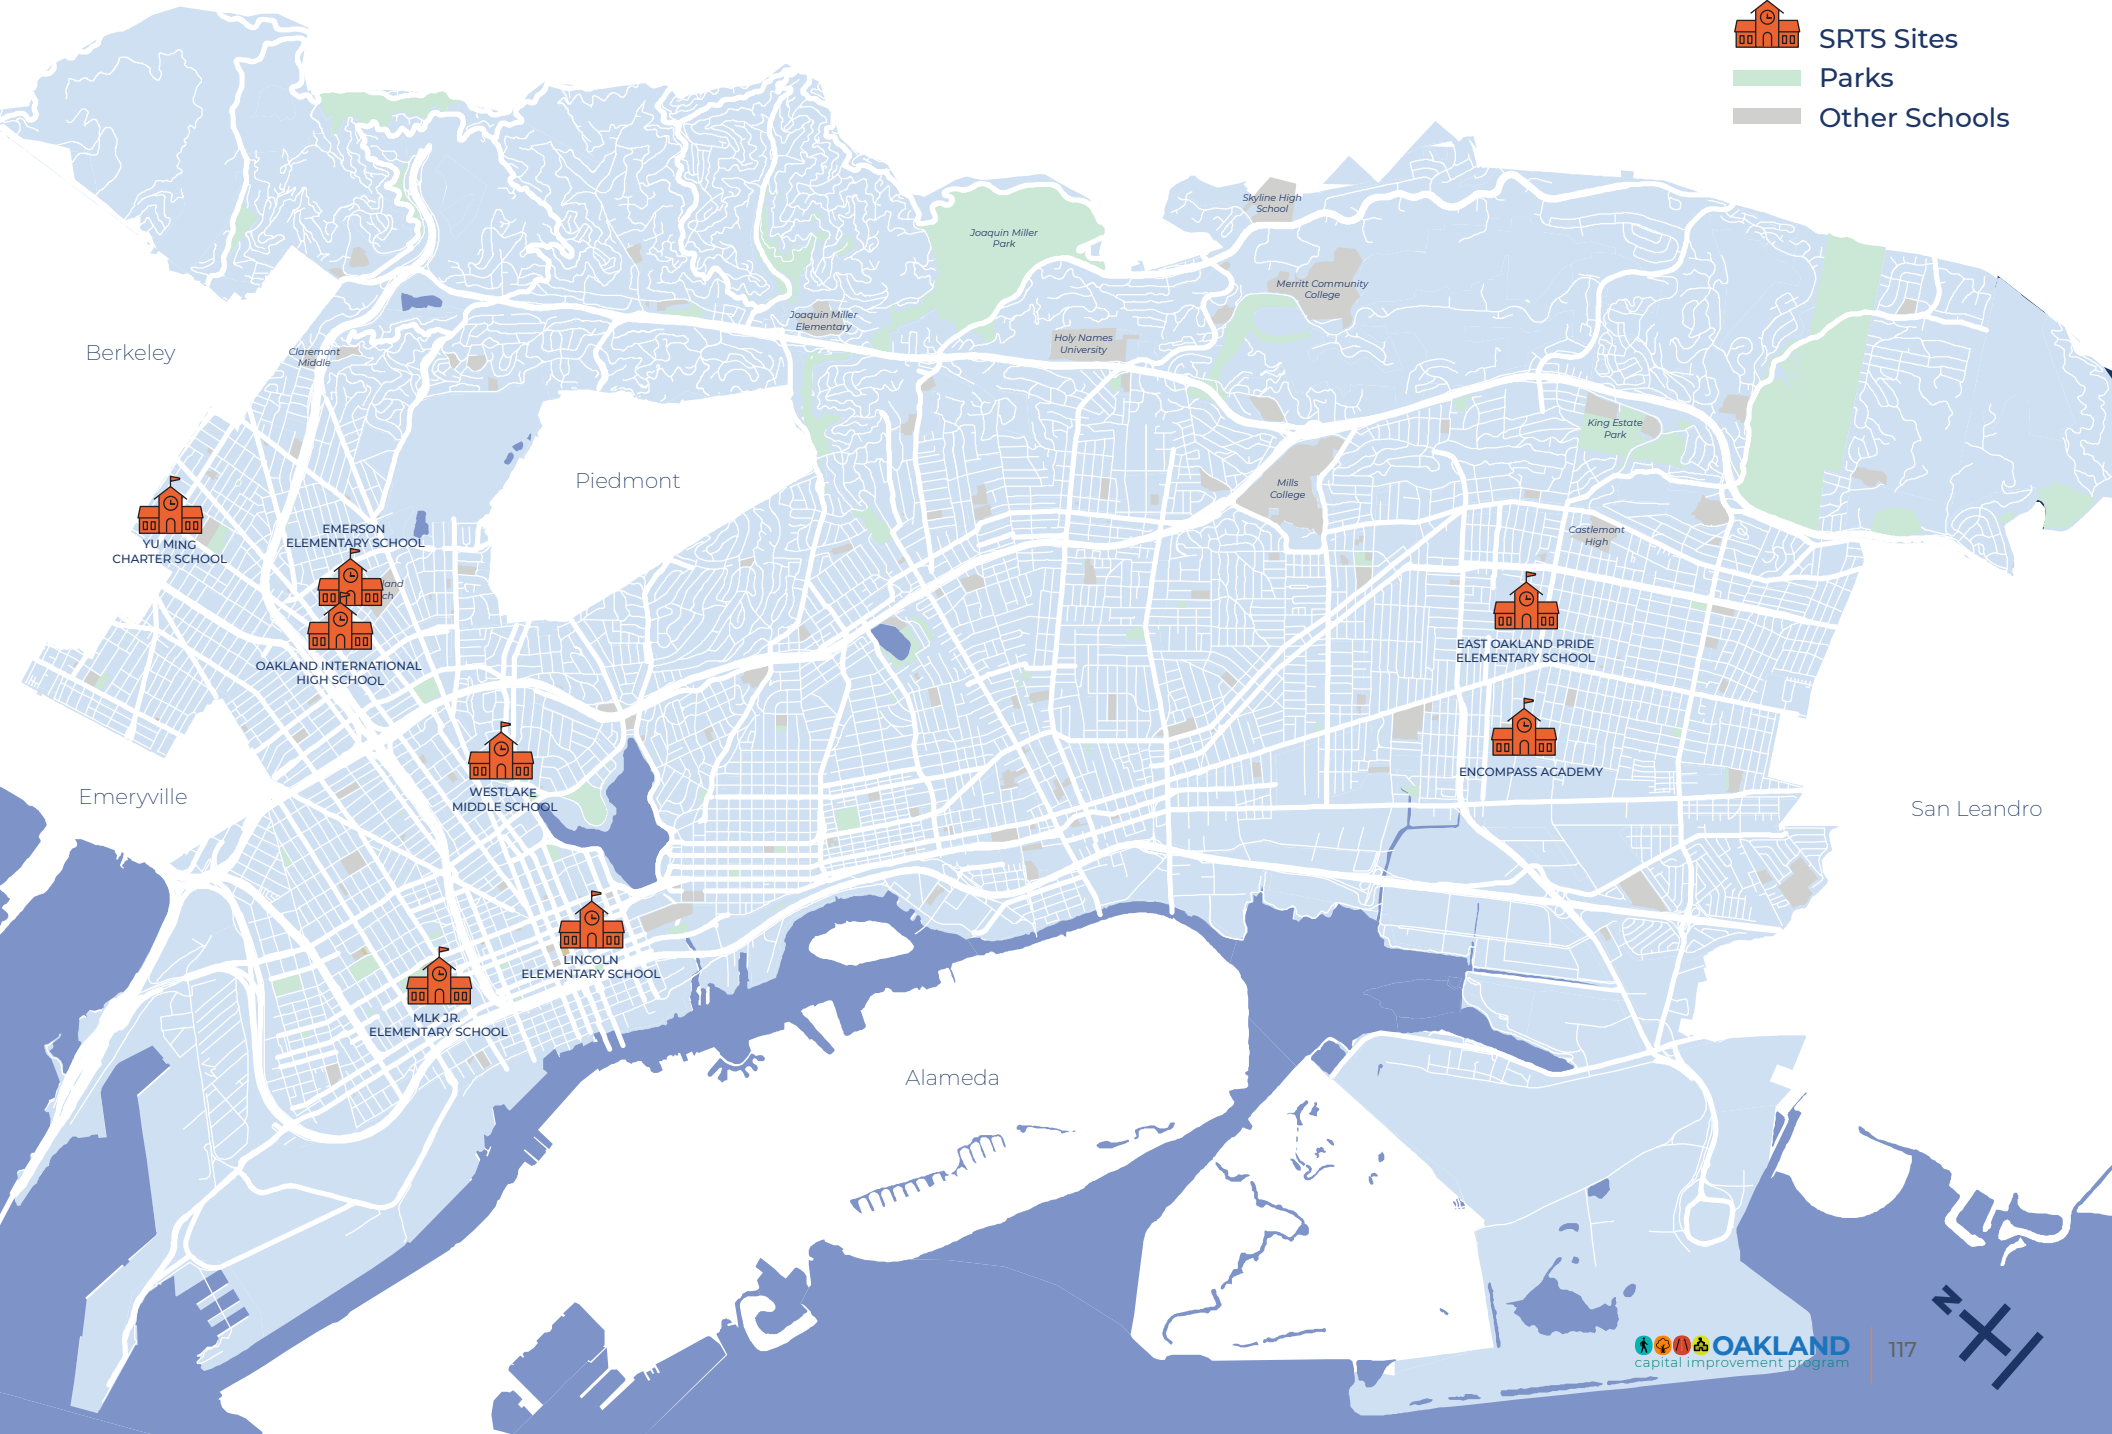 SRTS Sites
Parks
Other Schools
Skyline High
School
Joaquin Miller
Park
Merritt Community
College
Joaquin Miller
Elementary
Holy Names
University
Berkeley
Claremont
Middle
King Estate
Park
Piedmont
Mills
College
Castlemont
High
EMERSON
ELEMENTARY SCHOOL
YU MING
CHARTER SCHOOL
land
ch
EAST OAKLAND PRIDE
ELEMENTARY SCHOOL
OAKLAND INTERNATIONAL
HIGH SCHOOL
ENCOMPASS ACADEMY
WESTLAKE
MIDDLE SCHOOL
Emeryville
San Leandro
LINCOLN
ELEMENTARY SCHOOL
MLK JR.
ELEMENTARY SCHOOL
Alameda
N
OAKLAND
capital improvement program
117